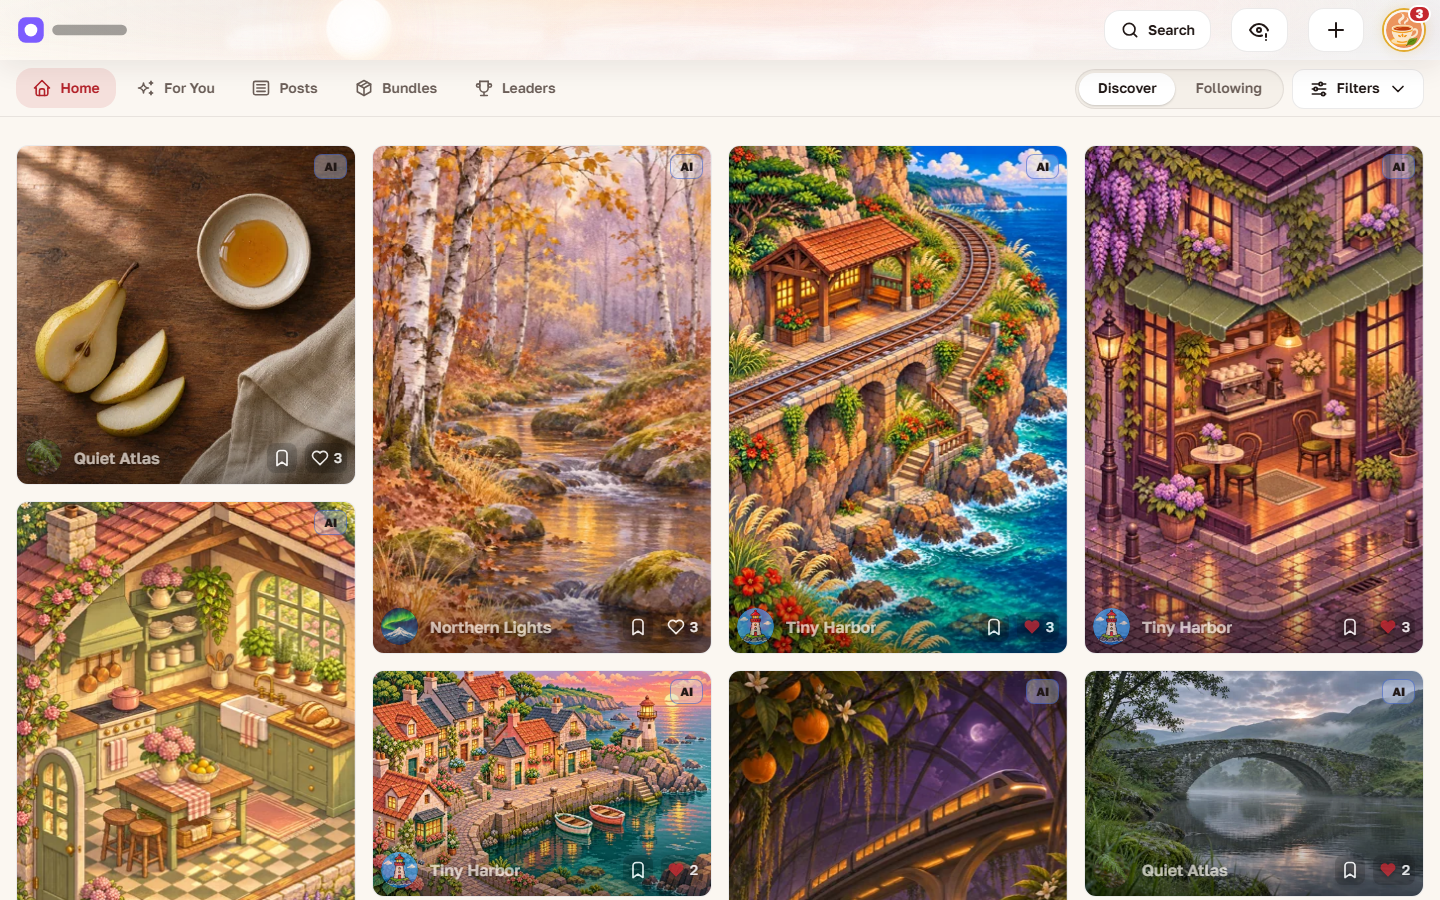 Search
3
Home
For You
Posts
Bundles
Leaders
Discover
Following
Filters
AI
AI
AI
AI
Quiet Atlas
3
AI
Northern Lights
3
Tiny Harbor
3
Tiny Harbor
3
AI
AI
AI
Tiny Harbor
2
Quiet Atlas
2